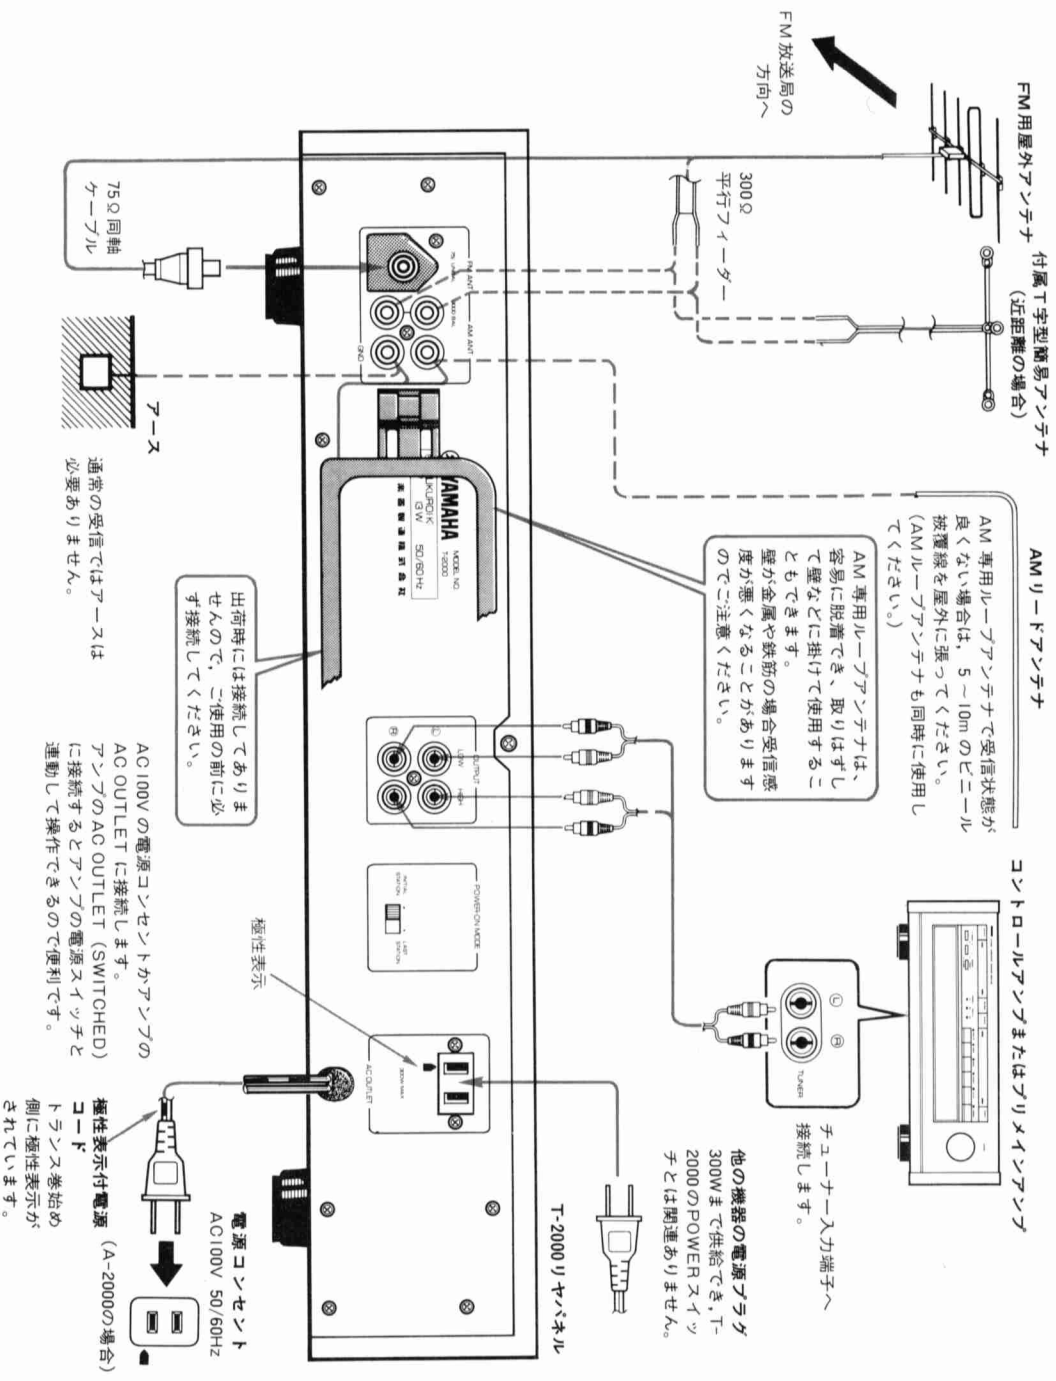 FM用屋外アンテナ
FM放送局の
方向へ
300Ω
平行フィーダー
75Ω同軸
ケーブル
付属T字型簡易アンテナ
(近距離の場合)
アース
通常の受信ではアースは
必要ありません。
AMリードアンテナ
AM専用ループアンテナで受信状態が
良くない場合は、5〜10mのビニール
被覆線を屋外に張ってください。
(AMループアンテナも同時に使用し
てください。)
AM専用ループアンテナは、
容易に脱着でき、取りはずし
て壁などに掛けて使用するこ
ともできます。
壁が金属や鉄筋の場合受信感
度が悪くなることがあります
のでご注意ください。
出荷時には接続してありま
せんので、ご使用の前に必
ず接続してください。
FM ANT
AM ANT
GND
YAMAHA
MODEL NO.
T-2000
13W 50/60Hz
OUTPUT
LOW
HIGH
L
R
POWER-ON MODE
INITIAL
STATION
LAST
STATION
300W MAX
AC OUTLET
極性表示
コントロールアンプまたはプリメインアンプ
L
R
TUNER
チューナー入力端子へ
接続します。
他の機器の電源プラグ
300Wまで供給でき、T-
2000のPOWERスイッ
チとは関連ありません。
T-2000リヤパネル
AC100Vの電源コンセントかアンプの
AC OUTLETに接続します。
アンプのAC OUTLET(SWITCHED)
に接続するとアンプの電源スイッチと
連動して操作できるので便利です。
極性表示付電源
コード
トランス巻始め
側に極性表示が
されています。
電源コンセント
AC100V 50/60Hz
(A-2000の場合)